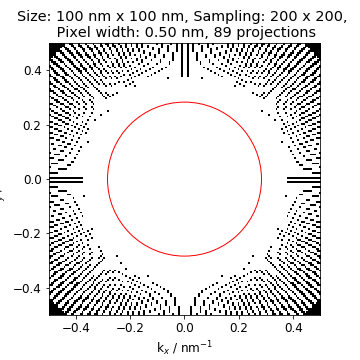 Size: 100 nm x 100 nm, Sampling: 200 x 200,
Pixel width: 0.50 nm, 89 projections
0.4
0.2
0.0
−0.2
−0.4
−0.4 −0.2 0.0 0.2 0.4
kₓ / nm⁻¹